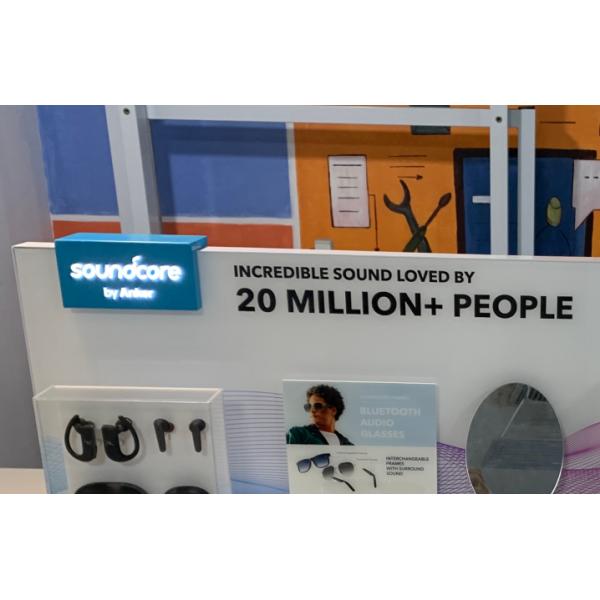 soundcore
by Anker
INCREDIBLE SOUND LOVED BY
20 MILLION+ PEOPLE
BLUETOOTH
AUDIO
GLASSES
INTERCHANGEABLE
FRAMES
WITH SURROUND
SOUND